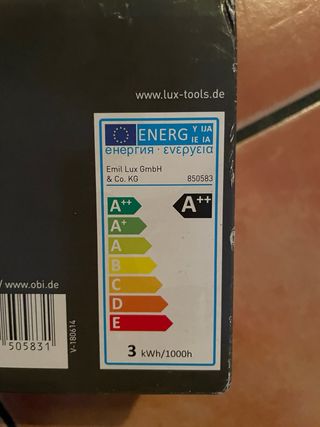 www.lux-tools.de
ENERG Y IJA IE IA
енергия · ενεργεια
Emil Lux GmbH
& Co. KG 850583
A++ A++
A+
A
B
C
D
E
/ www.obi.de
505831
V-180614
3 kWh/1000h